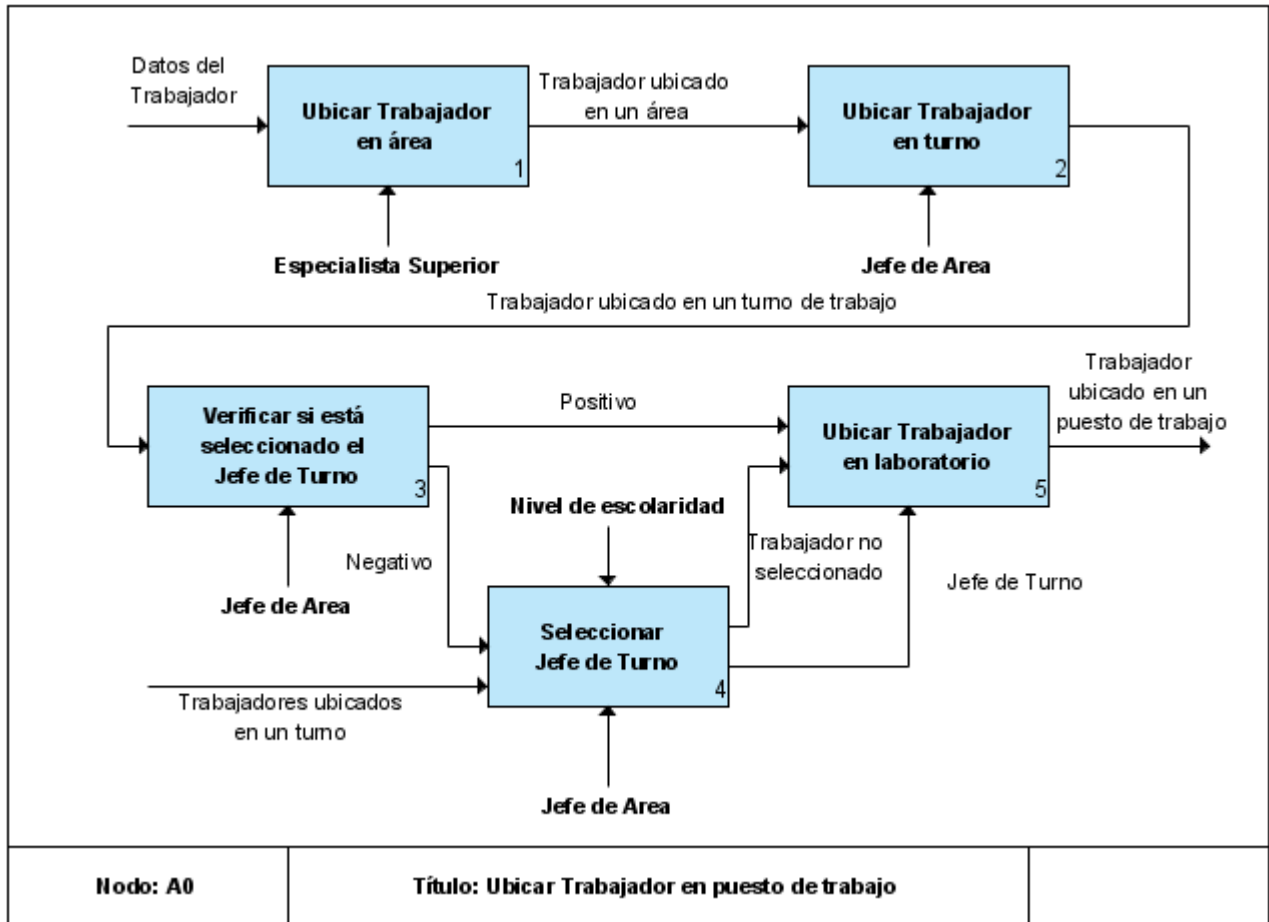 Datos del
Trabajador
Ubicar Trabajador
en área
1
Trabajador ubicado
en un área
Ubicar Trabajador
en turno
2
Especialista Superior
Jefe de Area
Trabajador ubicado en un turno de trabajo
Verificar si está
seleccionado el
Jefe de Turno
3
Positivo
Ubicar Trabajador
en laboratorio
5
Trabajador
ubicado en un
puesto de trabajo
Jefe de Area
Negativo
Nivel de escolaridad
Trabajador no
seleccionado
Jefe de Turno
Seleccionar
Jefe de Turno
4
Trabajadores ubicados
en un turno
Jefe de Area
Nodo: A0
Título: Ubicar Trabajador en puesto de trabajo